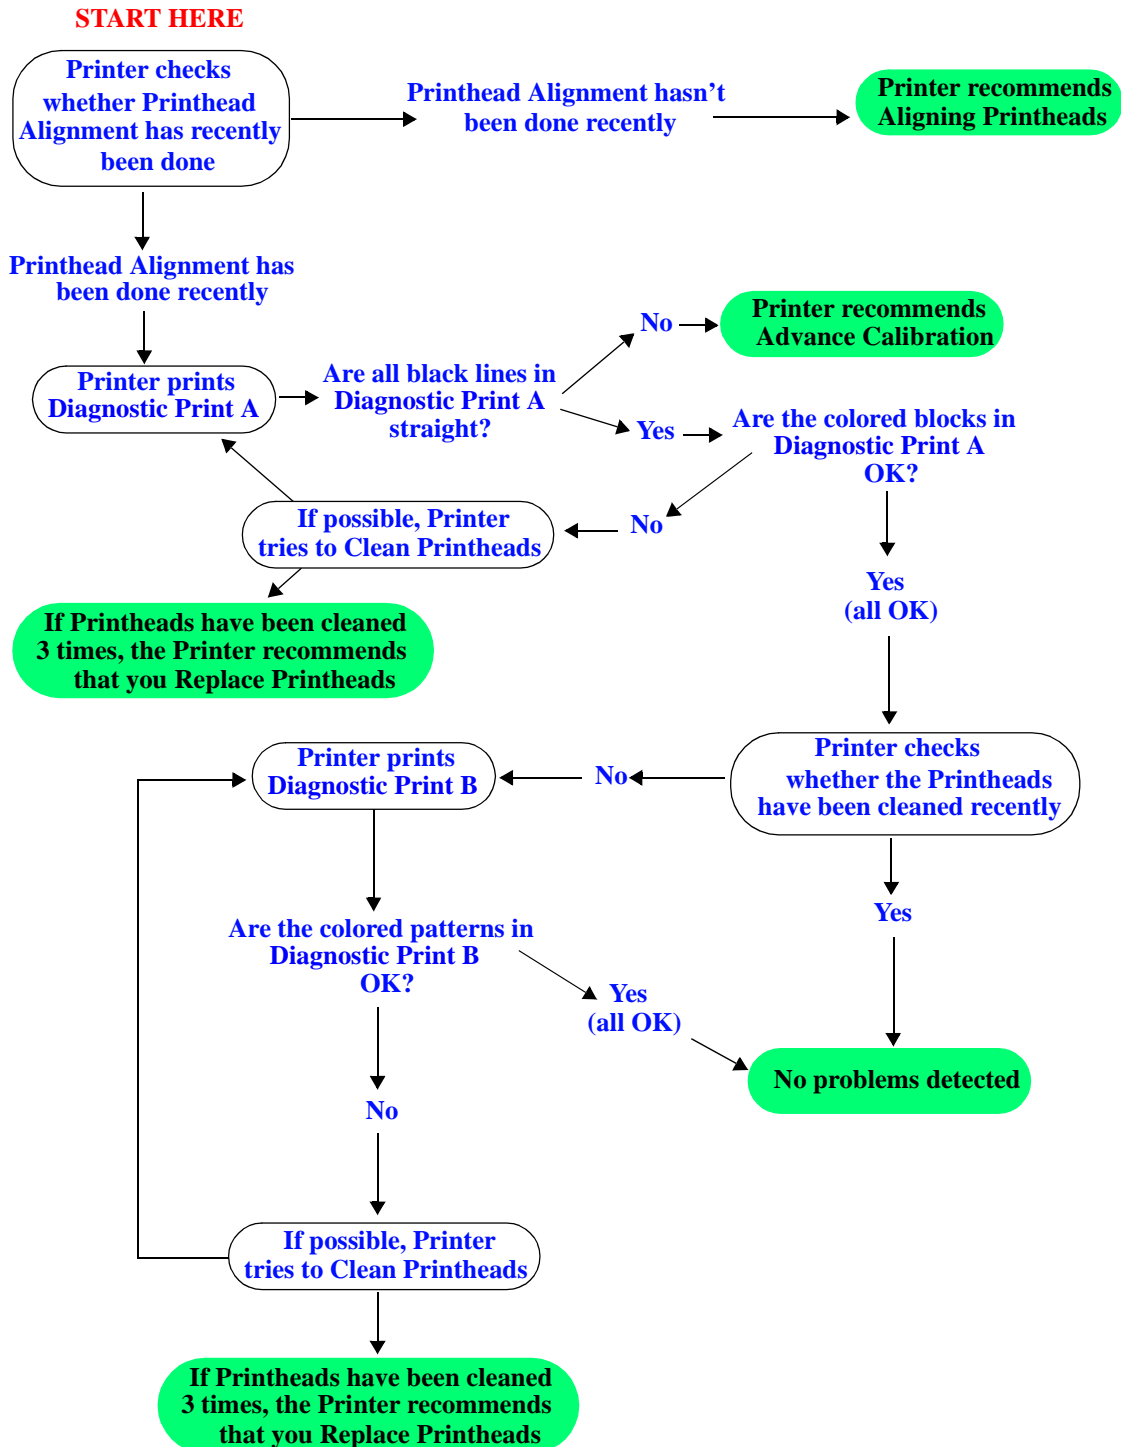 START HERE
Printer checks
whether Printhead
Alignment has recently
been done
Printhead Alignment hasn't
been done recently
Printer recommends
Aligning Printheads
Printhead Alignment has
been done recently
Printer prints
Diagnostic Print A
Are all black lines in
Diagnostic Print A
straight?
No
Printer recommends
Advance Calibration
Yes
Are the colored blocks in
Diagnostic Print A
OK?
No
If possible, Printer
tries to Clean Printheads
If Printheads have been cleaned
3 times, the Printer recommends
that you Replace Printheads
Yes
(all OK)
Printer checks
whether the Printheads
have been cleaned recently
No
Printer prints
Diagnostic Print B
Yes
Are the colored patterns in
Diagnostic Print B
OK?
Yes
(all OK)
No problems detected
No
If possible, Printer
tries to Clean Printheads
If Printheads have been cleaned
3 times, the Printer recommends
that you Replace Printheads